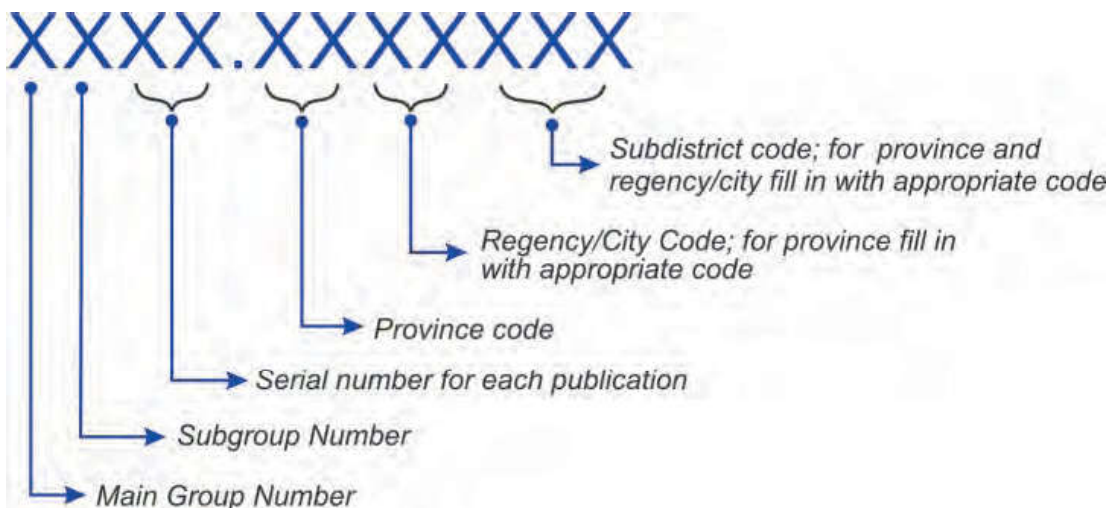 XXXX.XXXXXXX
Subdistrict code; for province and
regency/city fill in with appropriate code
Regency/City Code; for province fill in
with appropriate code
Province code
Serial number for each publication
Subgroup Number
Main Group Number